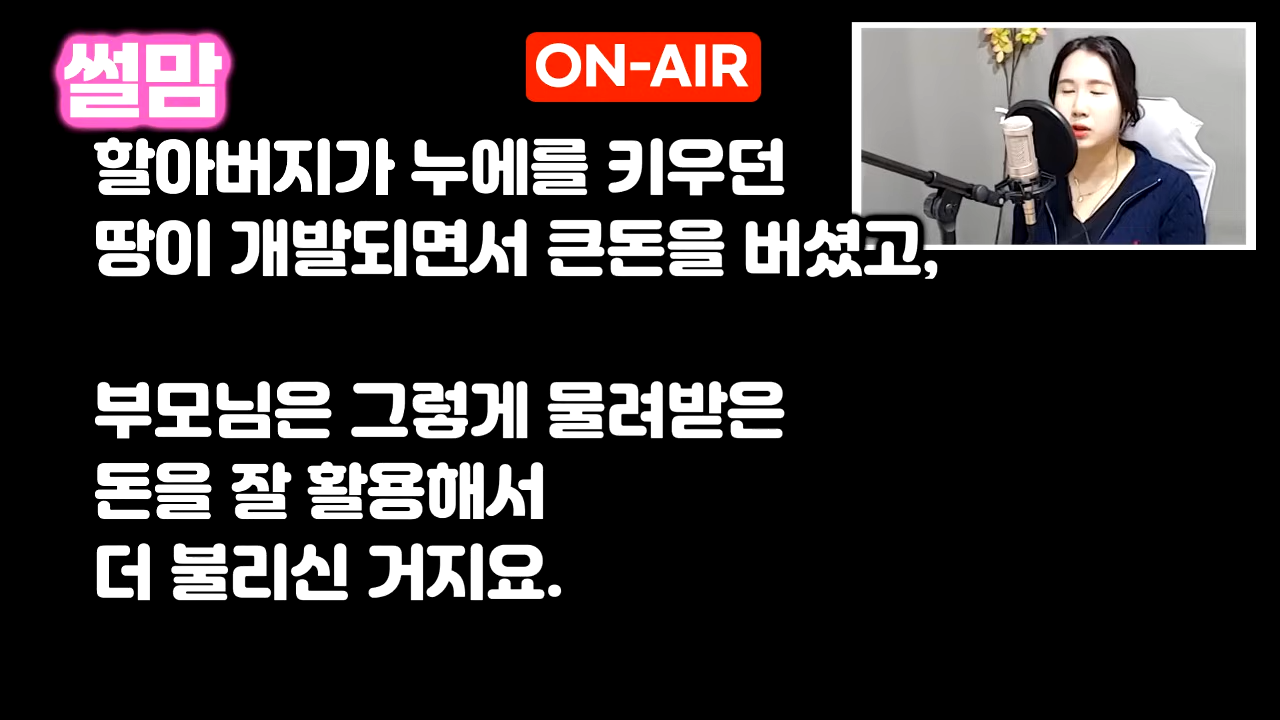 썰맘
ON-AIR
할아버지가 누에를 키우던
땅이 개발되면서 큰돈을 버셨고,
부모님은 그렇게 물려받은
돈을 잘 활용해서
더 불리신 거지요.